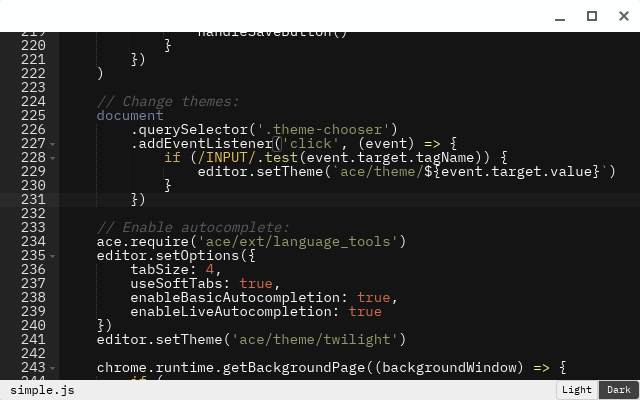 219                 handleSaveButton()
220             }
221         })
222     )
223
224     // Change themes:
225     document
226         .querySelector('.theme-chooser')
227         .addEventListener('click', (event) => {
228             if (/INPUT/.test(event.target.tagName)) {
229                 editor.setTheme(`ace/theme/${event.target.value}`)
230             }
231         })
232
233     // Enable autocomplete:
234     ace.require('ace/ext/language_tools')
235     editor.setOptions({
236         tabSize: 4,
237         useSoftTabs: true,
238         enableBasicAutocompletion: true,
239         enableLiveAutocompletion: true
240     })
241     editor.setTheme('ace/theme/twilight')
242
243     chrome.runtime.getBackgroundPage((backgroundWindow) => {
244         if (
simple.js
Light Dark